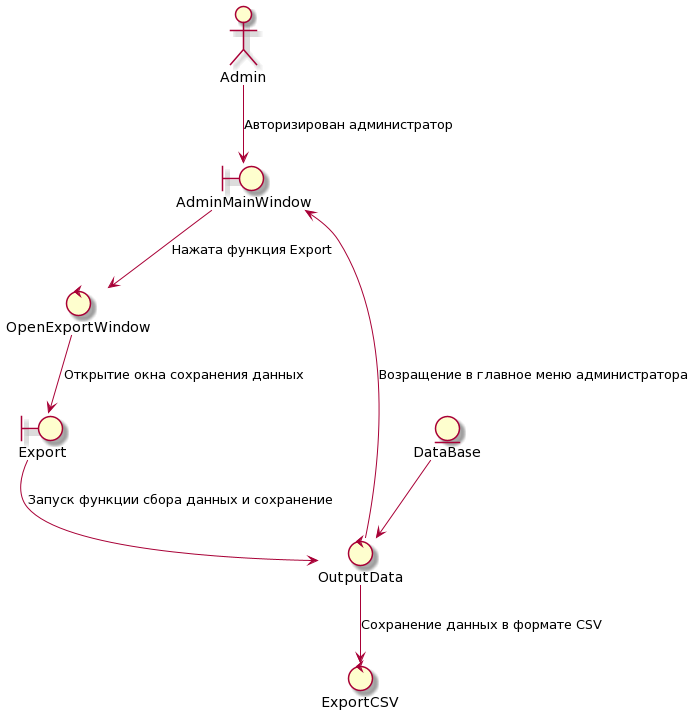 Admin
Авторизирован администратор
AdminMainWindow
Нажата функция Export
OpenExportWindow
Открытие окна сохранения данных
Возращение в главное меню администратора
Export
DataBase
Запуск функции сбора данных и сохранение
OutputData
Сохранение данных в формате CSV
ExportCSV